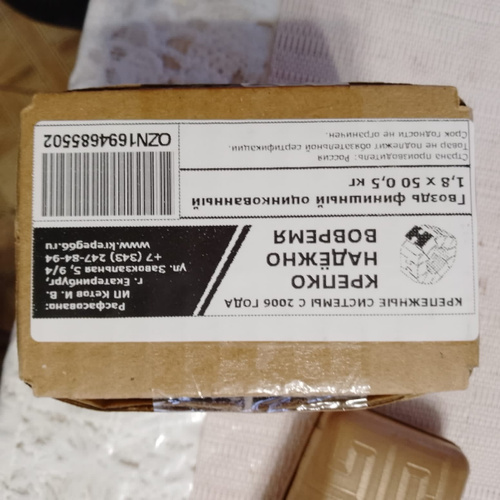 КРЕПЕЖНЫЕ СИСТЕМЫ С 2006 ГОДА
КРЕПКО
НАДЁЖНО
ВОВРЕМЯ
Расфасована:
ИП Кетов И. В.
г. Екатеринбург,
ул. Завокзальная 5, 9/4
+ 7 (343) 247-84-94
www.krepeg66.ru
Гвоздь финишный оцинкованный
1,8 х 50 0,5 кг
Страна производитель: Россия
Товар не подлежит обязательной сертификации.
Срок годности не ограничен.
OZN1694685502